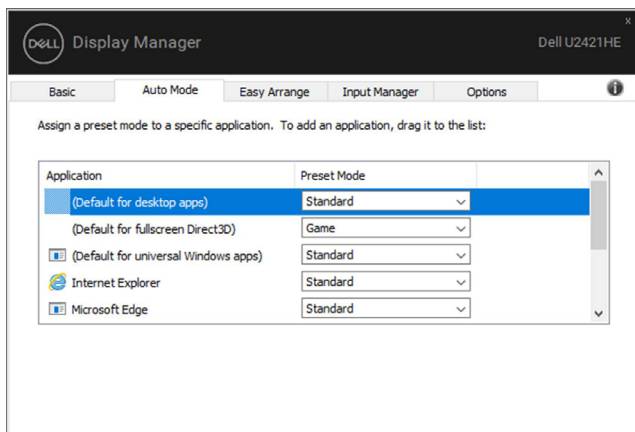 x
DELL Display Manager Dell U2421HE
Basic Auto Mode Easy Arrange Input Manager Options
Assign a preset mode to a specific application. To add an application, drag it to the list:
Application Preset Mode
(Default for desktop apps) Standard
(Default for fullscreen Direct3D) Game
(Default for universal Windows apps) Standard
Internet Explorer Standard
Microsoft Edge Standard